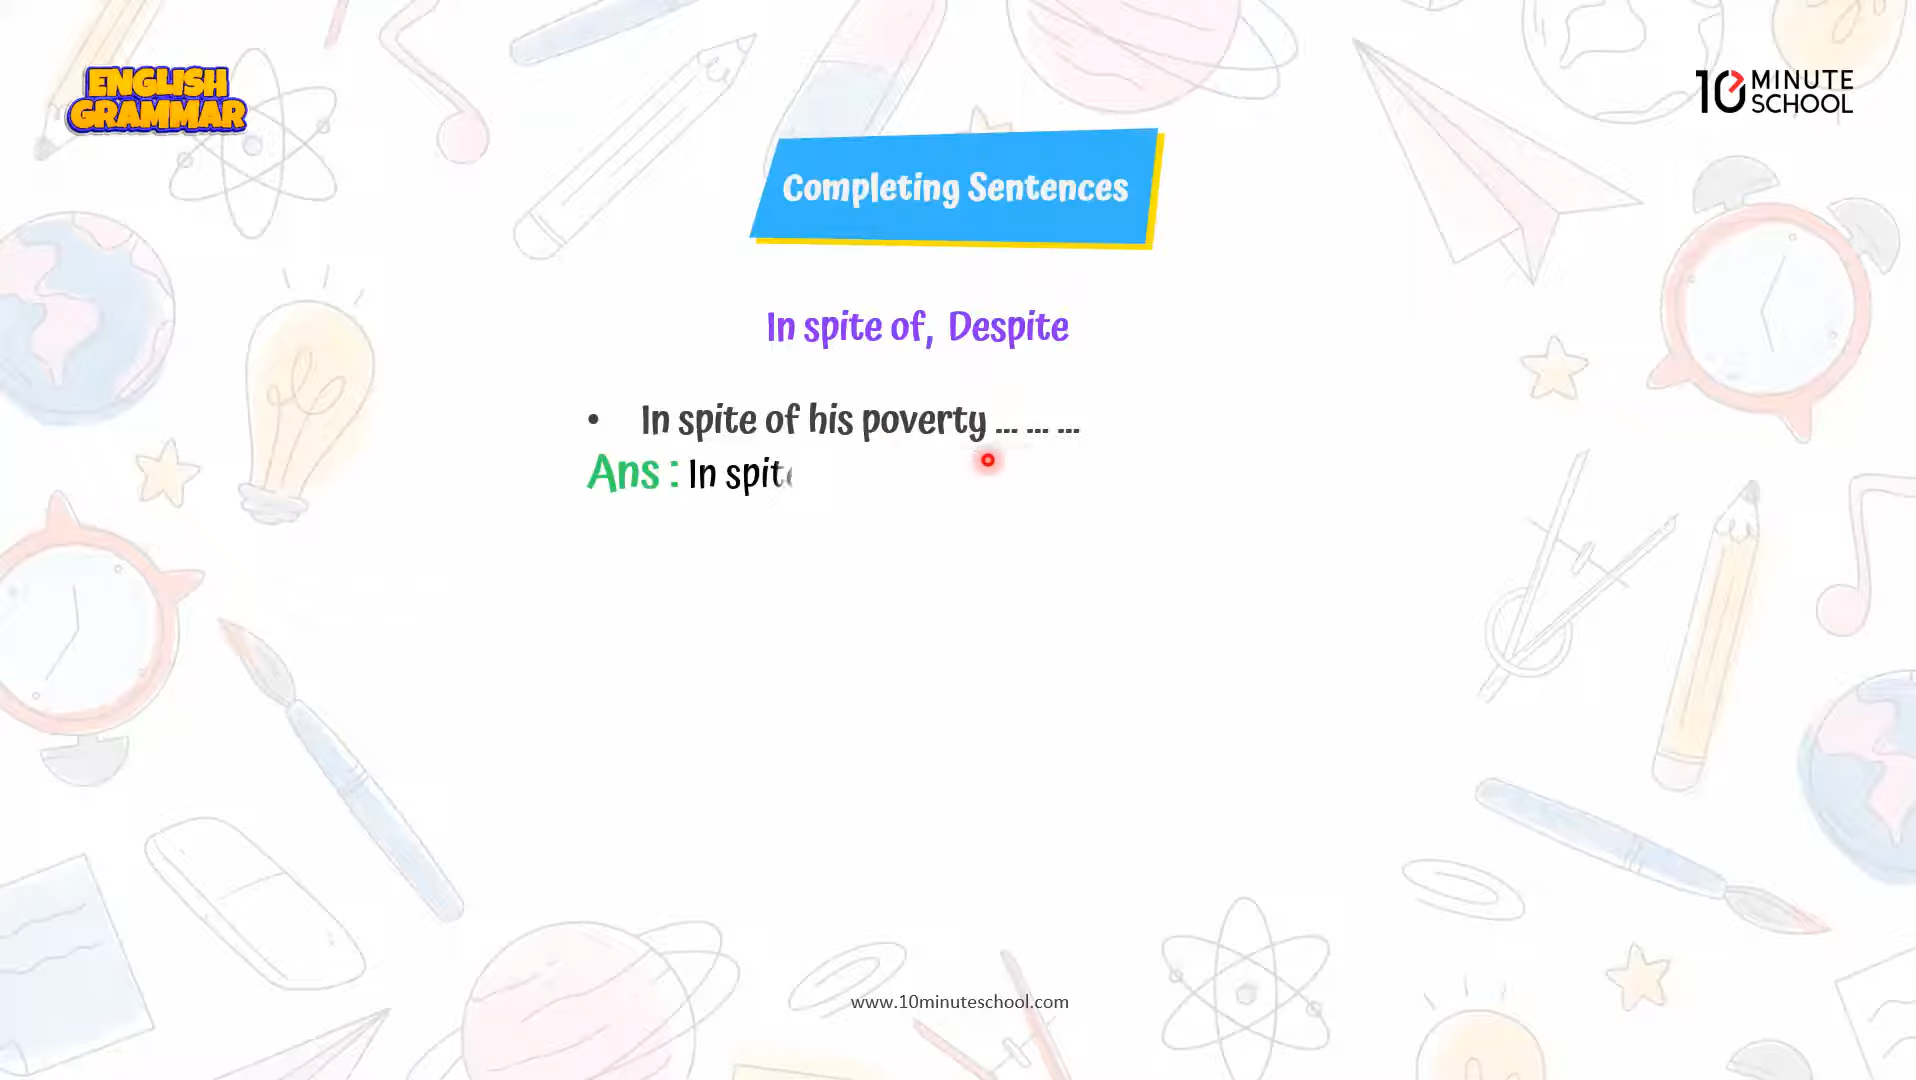 ENGLISH
GRAMMAR
10 MINUTE
SCHOOL
Completing Sentences
In spite of, Despite
• In spite of his poverty ... ... ...
Ans : In spite
www.10minuteschool.com